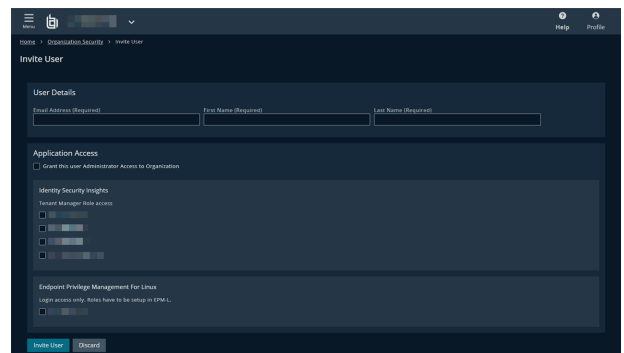 Menu
Help
Profile
Home > Organization Security > Invite User
Invite User
User Details
Email Address (Required)
First Name (Required)
Last Name (Required)
Application Access
Grant this user Administrator Access to Organization
Identity Security Insights
Tenant Manager Role access
Endpoint Privilege Management For Linux
Login access only. Roles have to be setup in EPM-L.
Invite User
Discard